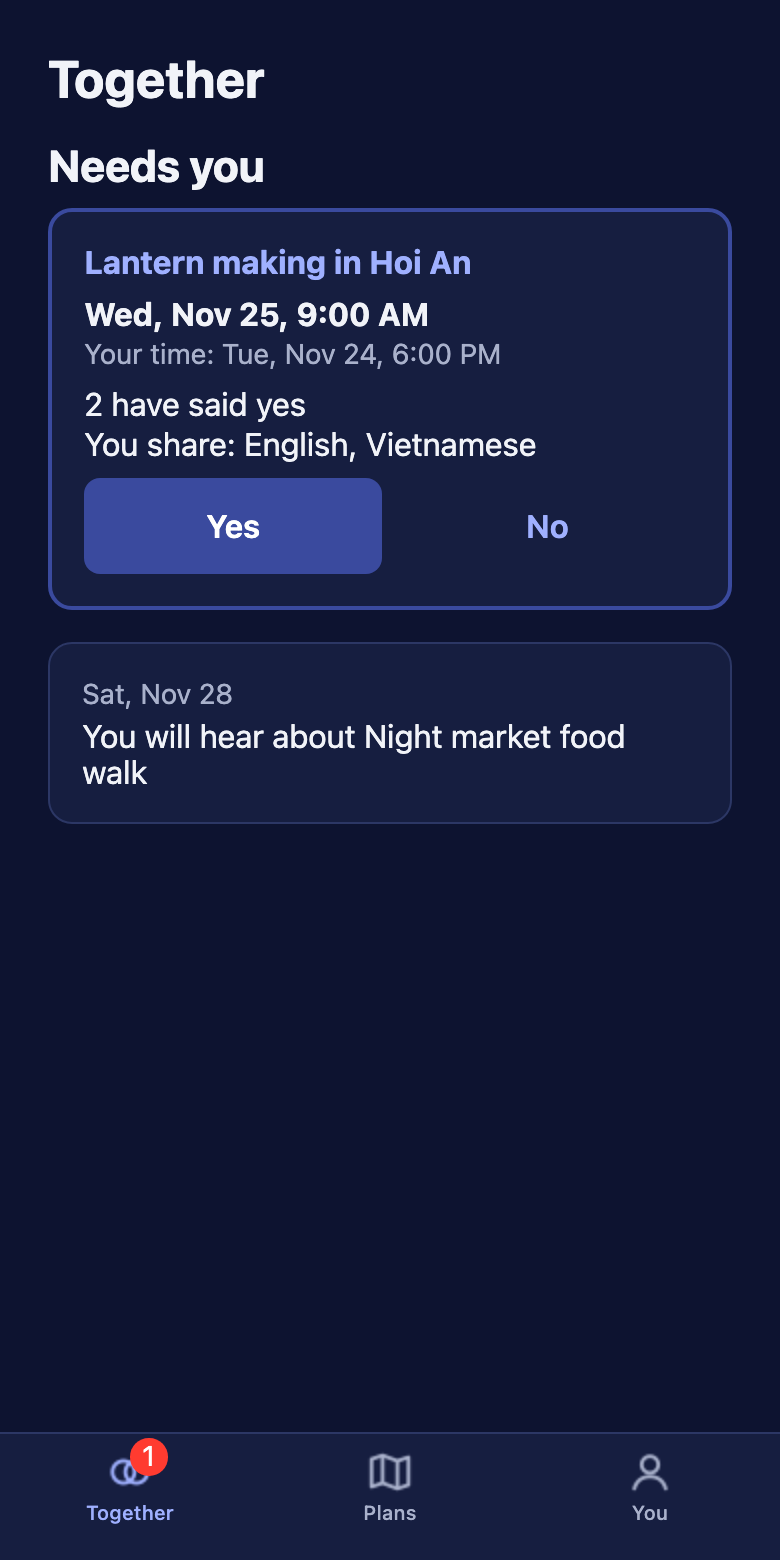 Together
Needs you
Lantern making in Hoi An
Wed, Nov 25, 9:00 AM
Your time: Tue, Nov 24, 6:00 PM
2 have said yes
You share: English, Vietnamese
Yes
No
Sat, Nov 28
You will hear about Night market food
walk
1
Together
Plans
You